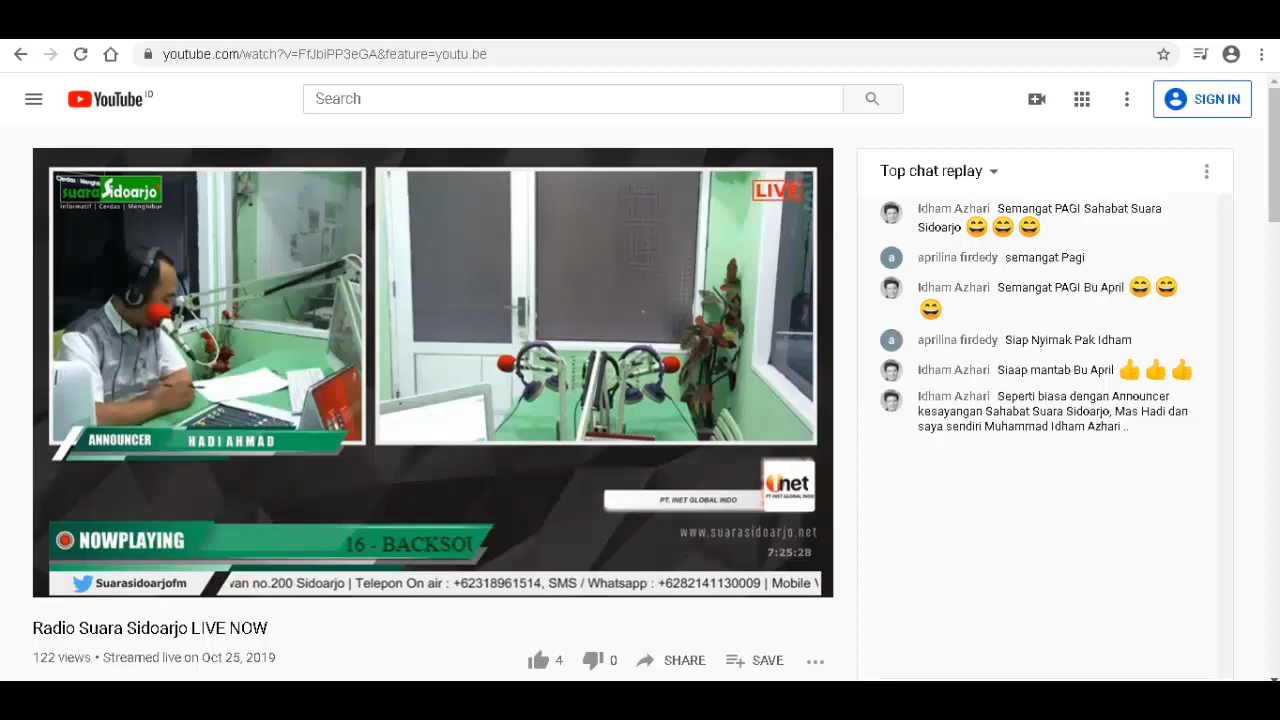 youtube.com/watch?v=FfJbiPP3eGA&feature=youtu.be
YouTube ID
Search
SIGN IN
suara Sidoarjo
Informatif | Cerdas | Menghibur
LIVE
ANNOUNCER HADI AHMAD
inet
PT. INET GLOBAL INDO
PT. INET GLOBAL INDO
www.suarasidoarjo.net
7:25:28
NOWPLAYING 16 - BACKSOU
Suarasidoarjofm van no.200 Sidoarjo | Telepon On air : +62318961514, SMS / Whatsapp : +6282141130009 | Mobile
Radio Suara Sidoarjo LIVE NOW
122 views • Streamed live on Oct 25, 2019
4 0 SHARE SAVE
Top chat replay
Idham Azhari Semangat PAGI Sahabat Suara
Sidoarjo 😄😄😄
a aprilina firdedy semangat Pagi
Idham Azhari Semangat PAGI Bu April 😄😄
😄
a aprilina firdedy Siap Nyimak Pak Idham
Idham Azhari Siaap mantab Bu April 👍👍👍
Idham Azhari Seperti biasa dengan Announcer
kesayangan Sahabat Suara Sidoarjo, Mas Hadi dan
saya sendiri Muhammad Idham Azhari ..